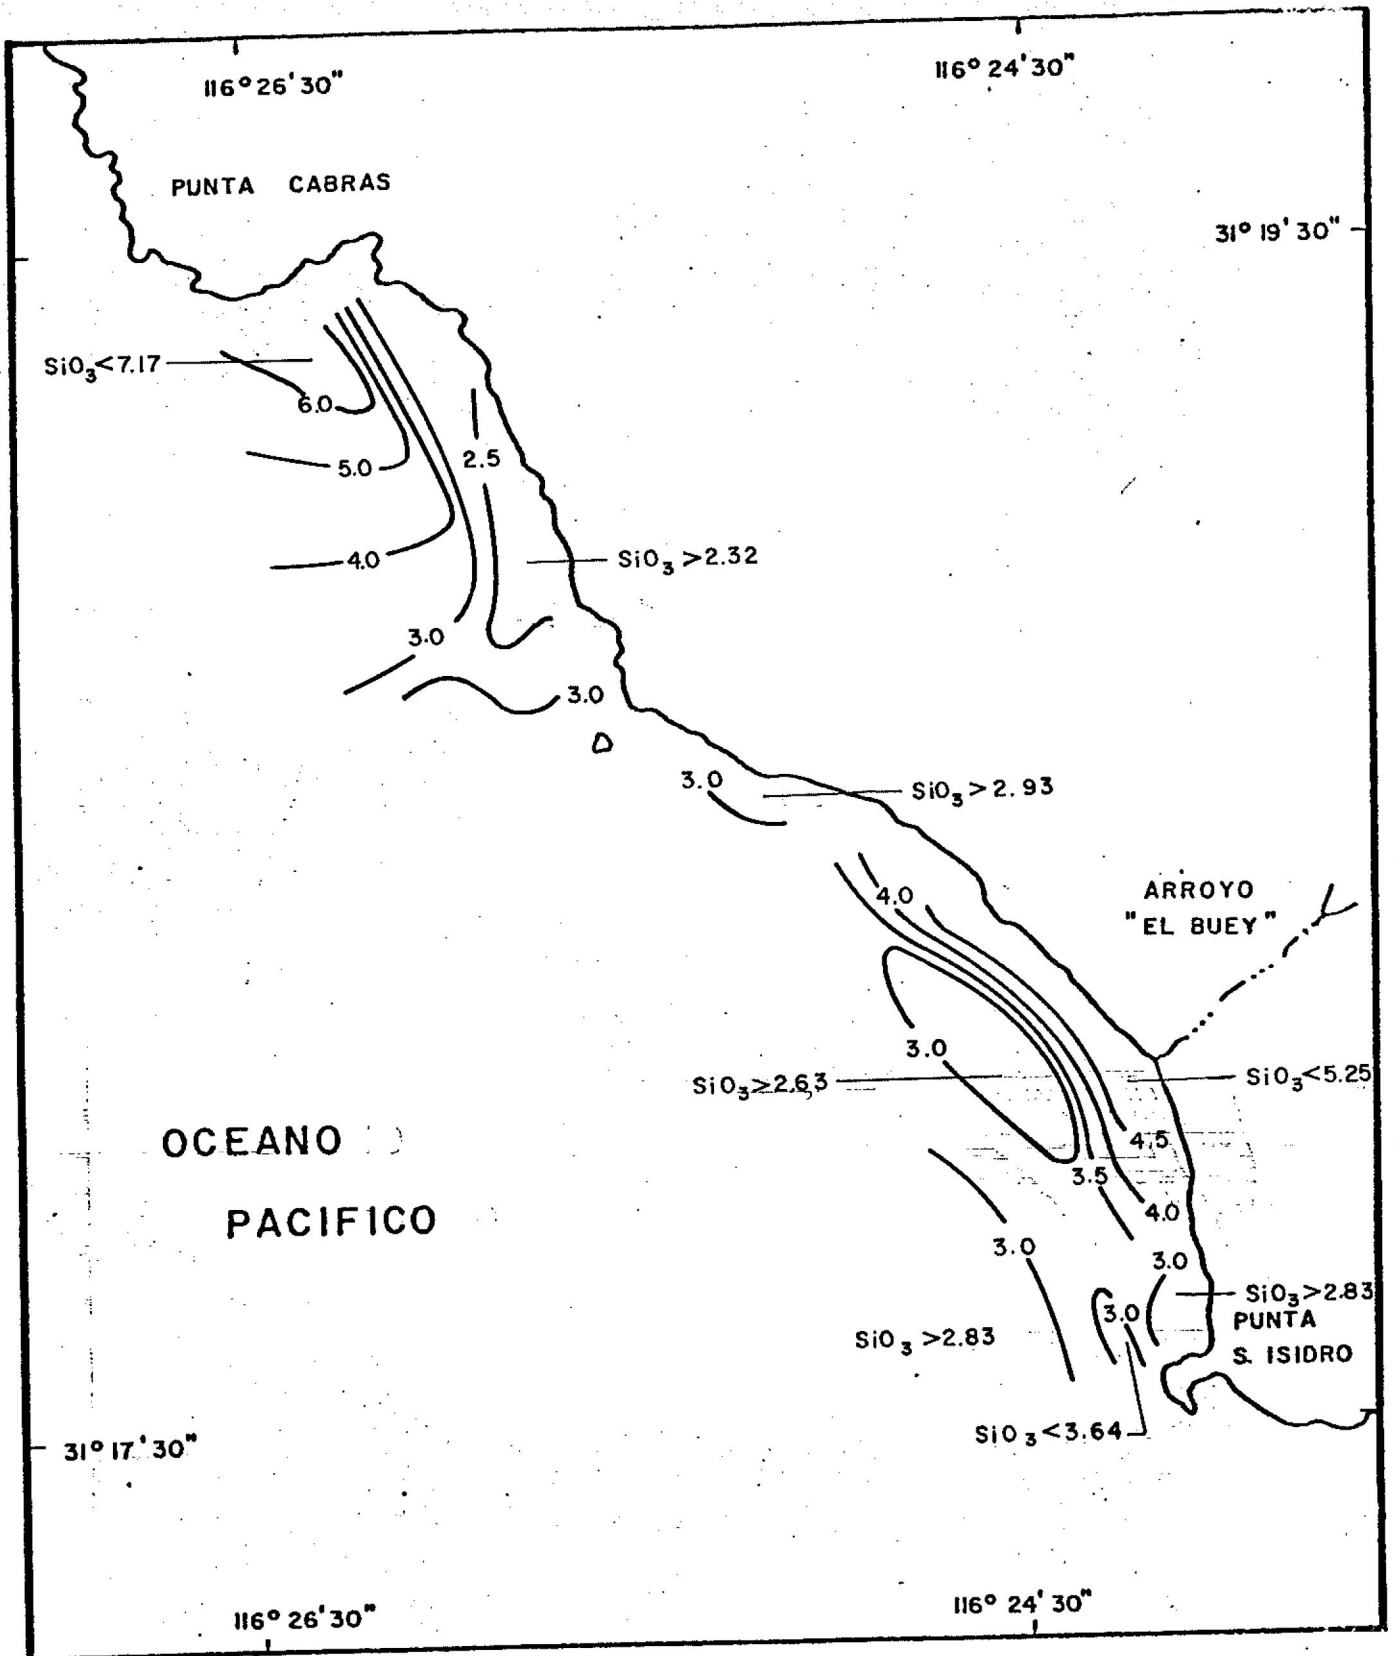 116° 26' 30"
116° 24' 30"
PUNTA CABRAS
31° 19' 30"
SiO3<7.17
6.0
5.0
2.5
4.0
SiO3>2.32
3.0
3.0
3.0
SiO3>2.93
4.0
ARROYO
"EL BUEY"
3.0
SiO3>2.63
SiO3<5.25
OCEANO
PACIFICO
4.5
3.5
4.0
3.0
3.0
SiO3>2.83
3.0
PUNTA
S. ISIDRO
SiO3>2.83
SiO3<3.64
31° 17' 30"
116° 26' 30"
116° 24' 30"